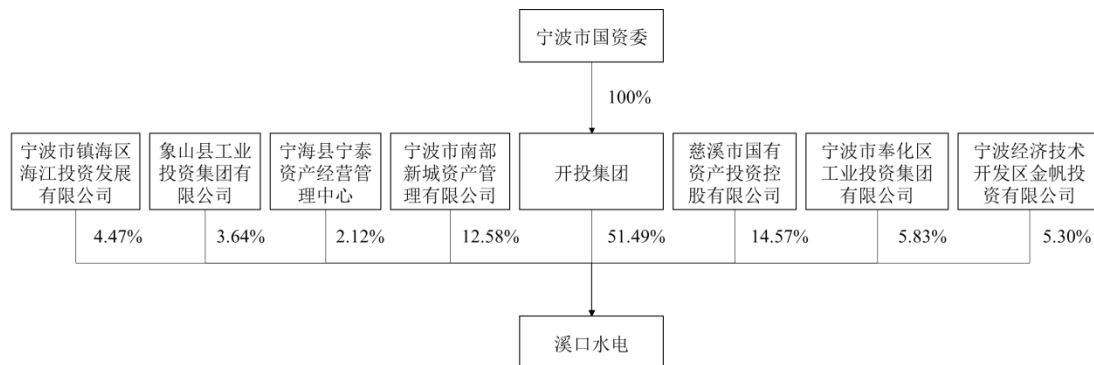 宁波市国资委
100%
宁波市镇海区
海江投资发展
有限公司
象山县工业
投资集团有
限公司
宁海县宁泰
资产经营管
理中心
宁波市南部
新城资产管
理有限公司
开投集团
慈溪市国有
资产投资控
股有限公司
宁波市奉化区
工业投资集团
有限公司
宁波经济技术
开发区金帆投
资有限公司
4.47%
3.64%
2.12%
12.58%
51.49%
14.57%
5.83%
5.30%
溪口水电